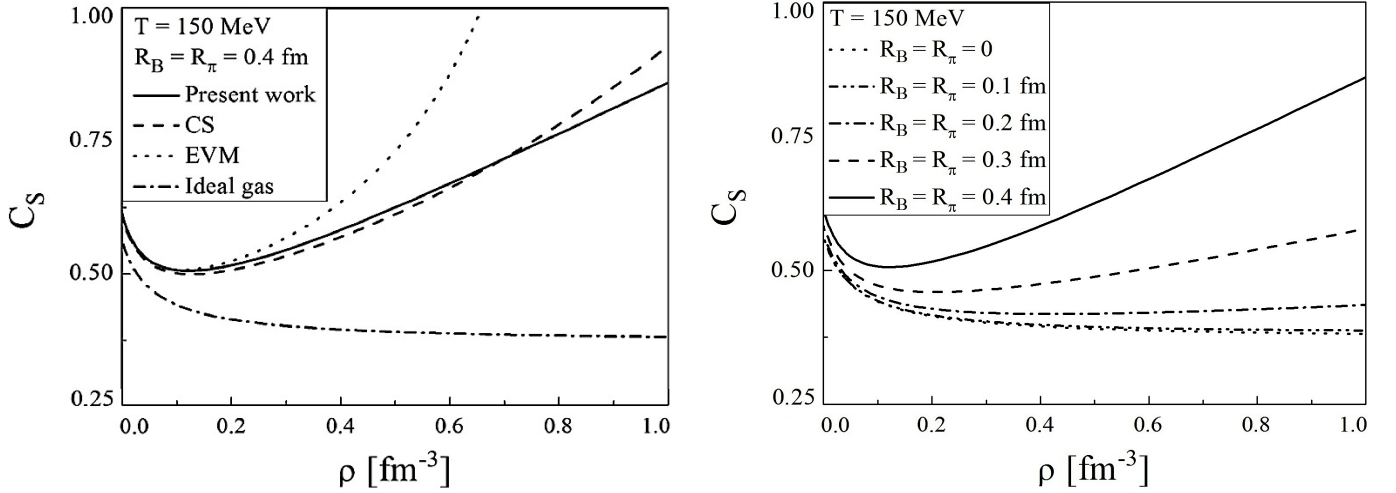 1.00
0.75
0.50
0.25
C_S
T = 150 MeV
R_B = R_π = 0.4 fm
Present work
CS
EVM
Ideal gas
0.0 0.2 0.4 0.6 0.8 1.0
ρ [fm⁻³]
1.00
0.75
0.50
0.25
C_S
T = 150 MeV
R_B = R_π = 0
R_B = R_π = 0.1 fm
R_B = R_π = 0.2 fm
R_B = R_π = 0.3 fm
R_B = R_π = 0.4 fm
0.0 0.2 0.4 0.6 0.8 1.0
ρ [fm⁻³]